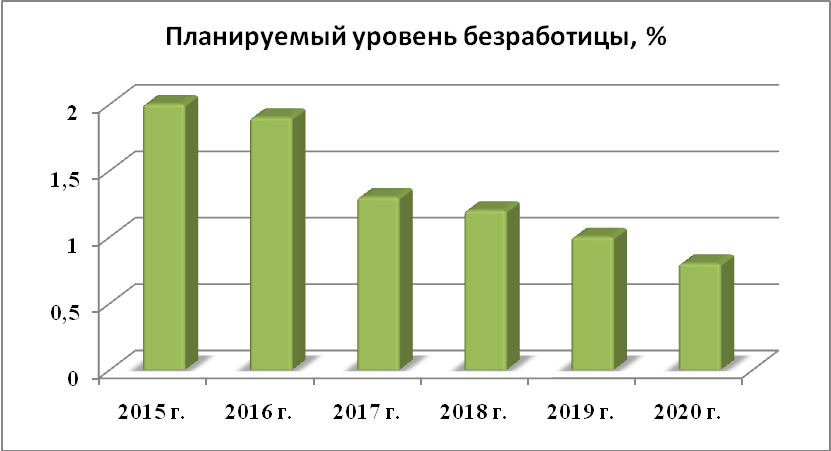 Планируемый уровень безработицы, %
2
1,5
1
0,5
0
2015 г. 2016 г. 2017 г. 2018 г. 2019 г. 2020 г.